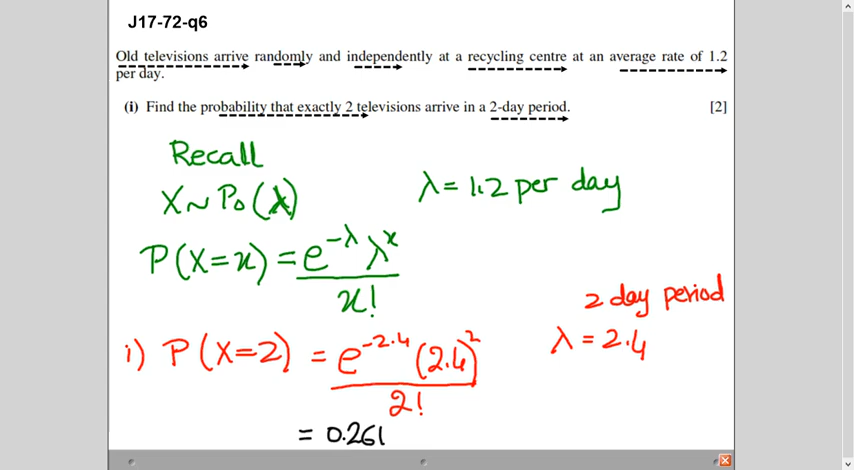 J17-72-q6
Old televisions arrive randomly and independently at a recycling centre at an average rate of 1.2
per day.
(i) Find the probability that exactly 2 televisions arrive in a 2-day period. [2]
Recall
X~Po(λ)
λ = 1.2 per day
P(X=x) = e^-λ λ^x
x!
2 day period
λ = 2.4
i) P(X=2) = e^-2.4 (2.4)^2
2!
= 0.261